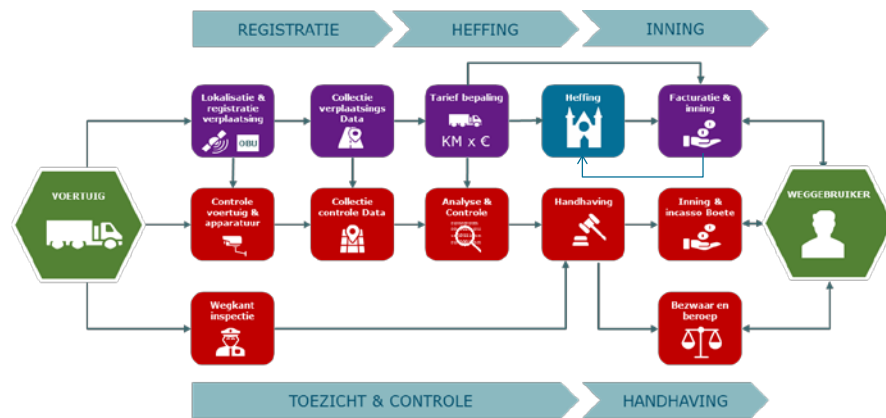 REGISTRATIE
HEFFING
INNING
Lokalisatie &
registratie
verplaatsing
OBU
Collectie
verplaatsings
Data
Tarief bepaling
KM x €
Heffing
Facturatie &
inning
VOERTUIG
Controle
voertuig &
apparatuur
Collectie
controle Data
Analyse &
Controle
Handhaving
Inning &
incasso Boete
WEGGEBRUIKER
Wegkant
inspectie
Bezwaar en
beroep
TOEZICHT & CONTROLE
HANDHAVING